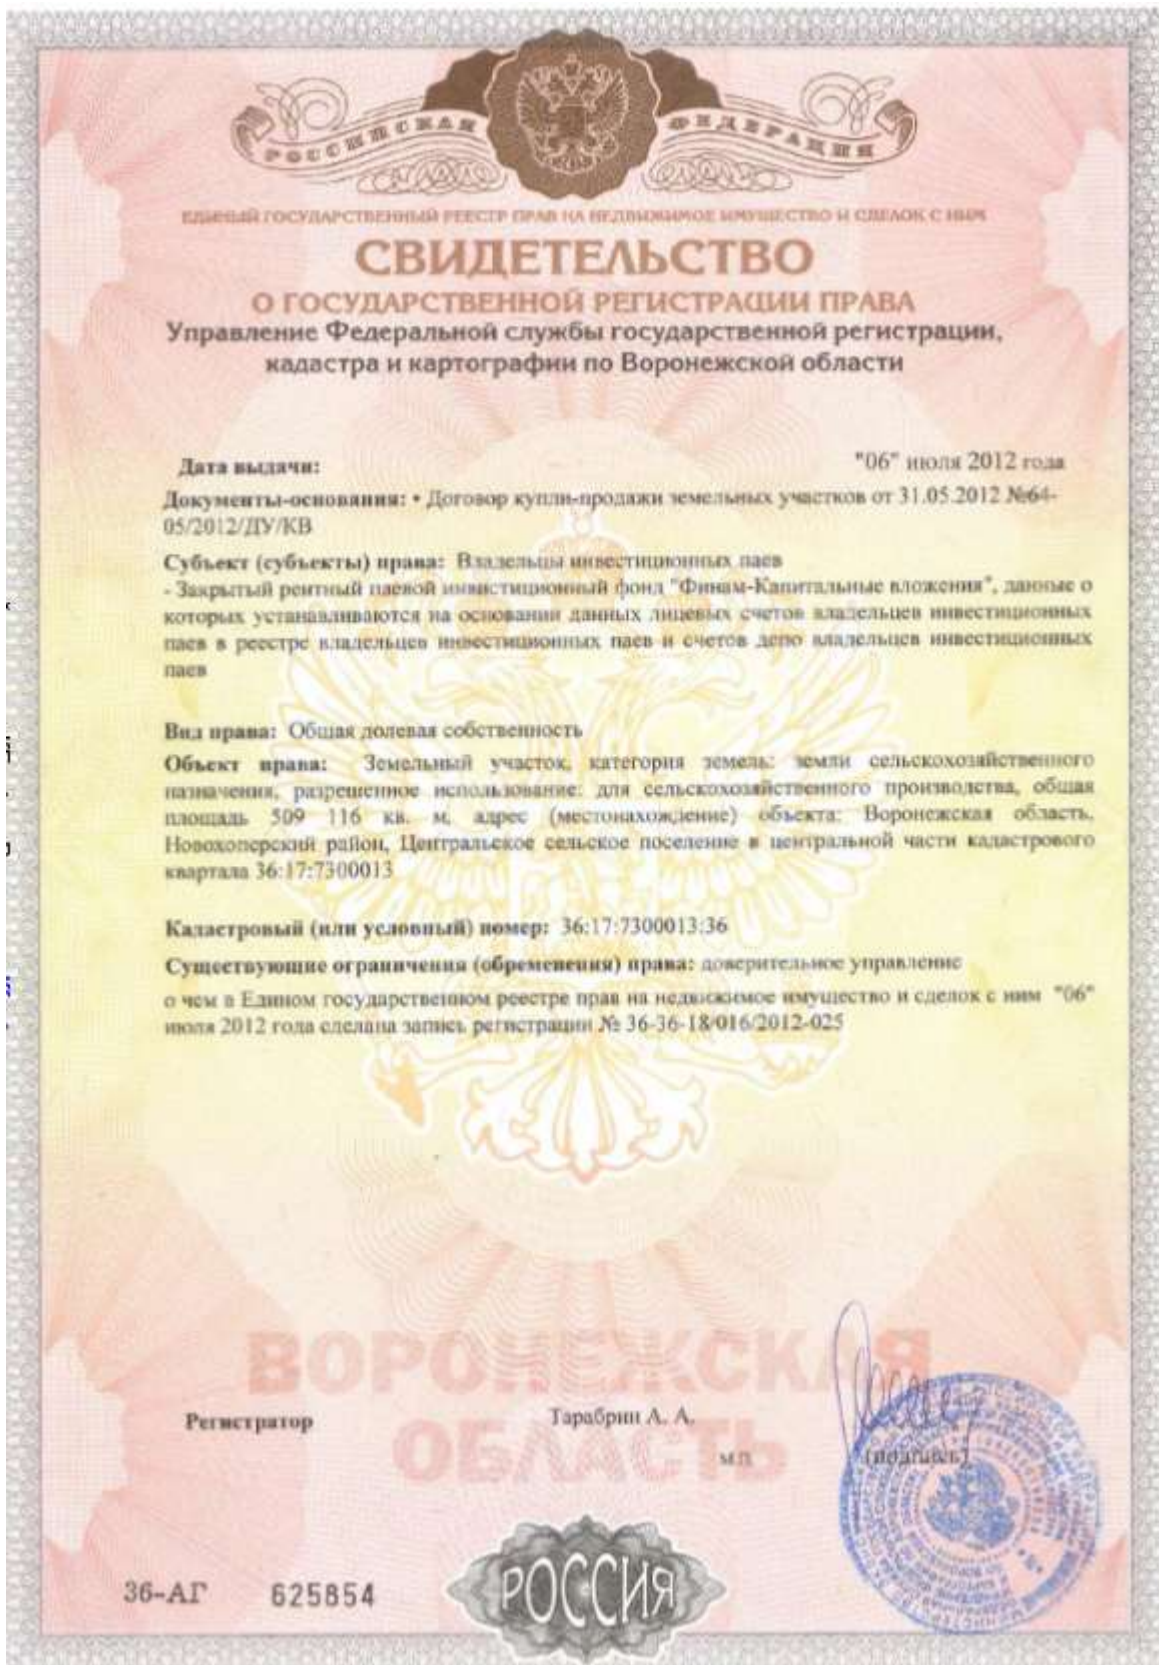 РОССИЙСКАЯ ФЕДЕРАЦИЯ
ЕДИНЫЙ ГОСУДАРСТВЕННЫЙ РЕЕСТР ПРАВ НА НЕДВИЖИМОЕ ИМУЩЕСТВО И СДЕЛОК С НИМ
СВИДЕТЕЛЬСТВО
О ГОСУДАРСТВЕННОЙ РЕГИСТРАЦИИ ПРАВА
Управление Федеральной службы государственной регистрации,
кадастра и картографии по Воронежской области
Дата выдачи: "06" июля 2012 года
Документы-основания: • Договор купли-продажи земельных участков от 31.05.2012 №64-
05/2012/ДУ/КВ
Субъект (субъекты) права: Владельцы инвестиционных паев
- Закрытый рентный паевой инвистиционный фонд "Финам-Капитальные вложения", данные о
которых устанавливаются на основании данных лицевых счетов владельцев инвестиционных
паев в реестре владельцев инвестиционных паев и счетов депо владельцев инвестиционных
паев
Вид права: Общая долевая собственность
Объект права: Земельный участок, категория земель: земли сельскохозяйственного
назначения, разрешенное использование: для сельскохозяйственного производства, общая
площадь 509 116 кв. м, адрес (местонахождение) объекта: Воронежская область,
Новохоперский район, Центральское сельское поселение в центральной части кадастрового
квартала 36:17:7300013
Кадастровый (или условный) номер: 36:17:7300013:36
Существующие ограничения (обременения) права: доверительное управление
о чем в Едином государственном реестре прав на недвижимое имущество и сделок с ним "06"
июля 2012 года сделана запись регистрации № 36-36-18/016/2012-025
ВОРОНЕЖСКАЯ
ОБЛАСТЬ
Регистратор Тарабрин А. А.
м.п. (подпись)
36-АГ 625854
РОССИЯ